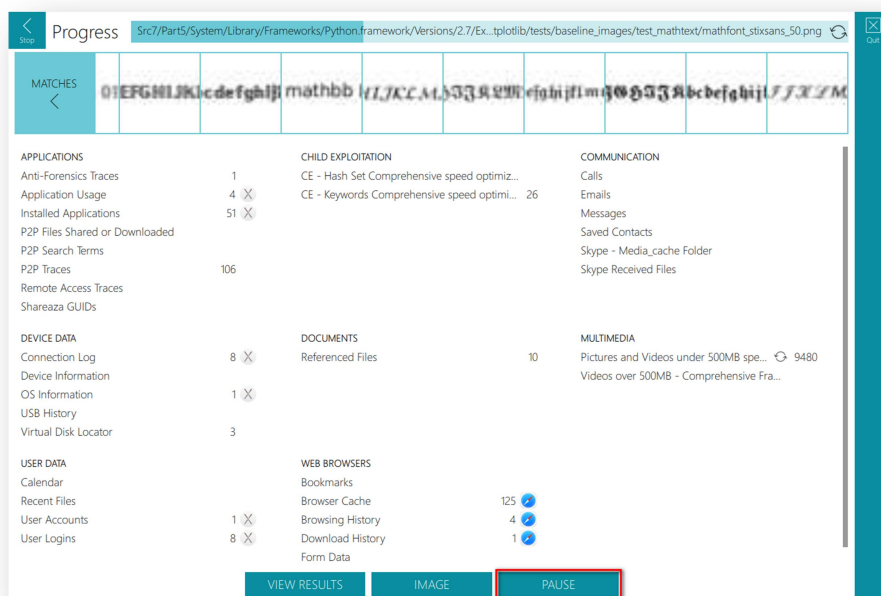 Stop
Progress
Src7/Part5/System/Library/Frameworks/Python.framework/Versions/2.7/Ex...tplotlib/tests/baseline_images/test_mathtext/mathfont_stixsans_50.png
Quit
MATCHES
mathbb
APPLICATIONS
Anti-Forensics Traces 1
Application Usage 4 X
Installed Applications 51 X
P2P Files Shared or Downloaded
P2P Search Terms
P2P Traces 106
Remote Access Traces
Shareaza GUIDs
CHILD EXPLOITATION
CE - Hash Set Comprehensive speed optimiz...
CE - Keywords Comprehensive speed optimi... 26
COMMUNICATION
Calls
Emails
Messages
Saved Contacts
Skype - Media_cache Folder
Skype Received Files
DEVICE DATA
Connection Log 8 X
Device Information
OS Information 1 X
USB History
Virtual Disk Locator 3
DOCUMENTS
Referenced Files 10
MULTIMEDIA
Pictures and Videos under 500MB spe... 9480
Videos over 500MB - Comprehensive Fra...
USER DATA
Calendar
Recent Files
User Accounts 1 X
User Logins 8 X
WEB BROWSERS
Bookmarks
Browser Cache 125
Browsing History 4
Download History 1
Form Data
VIEW RESULTS
IMAGE
PAUSE